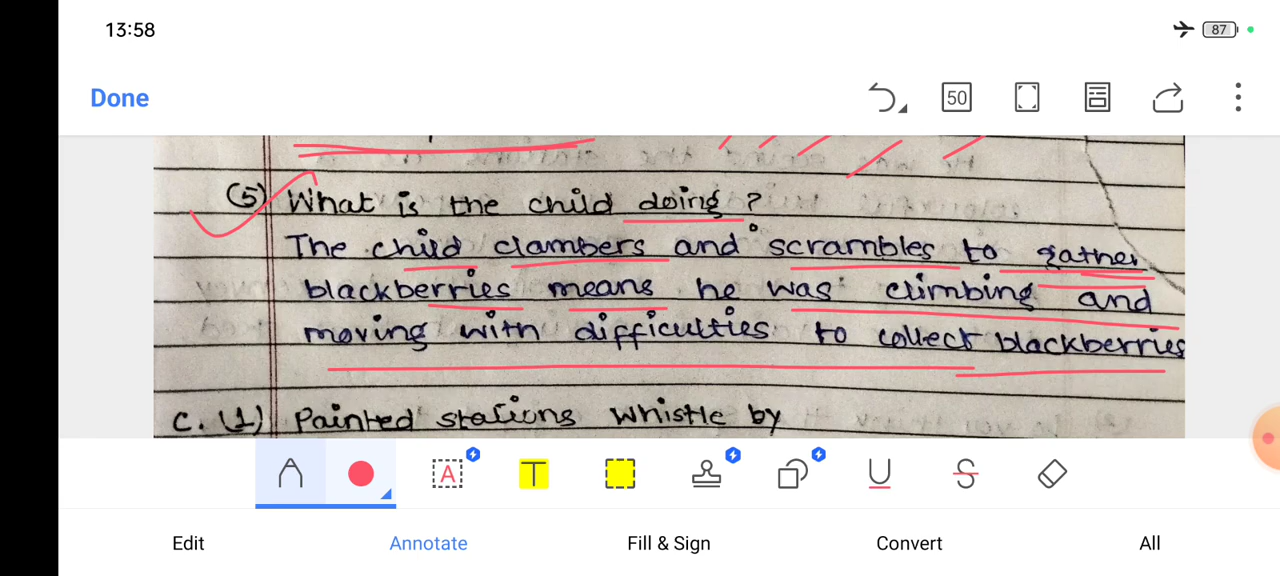 13:58
87
Done
50
(5) What is the child doing?
The child clambers and scrambles to gather
blackberries means he was climbing and
moving with difficulties to collect blackberries
C. (1) Painted stations whistle by
A
T
U
S
Edit
Annotate
Fill & Sign
Convert
All